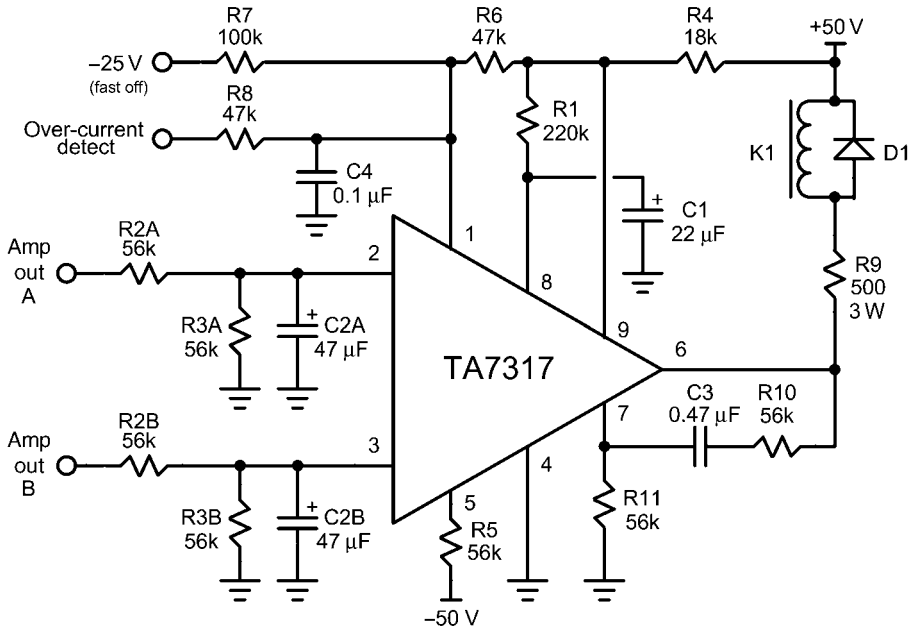 R7
100k
R6
47k
R4
18k
+50 V
–25 V
(fast off)
R8
47k
R1
220k
Over-current
detect
K1
D1
C4
0.1 µF
+
C1
22 µF
R2A
56k
1
Amp
out
A
2
8
R9
500
3 W
R3A
56k
+
C2A
47 µF
9
TA7317
6
C3
0.47 µF
R10
56k
7
R2B
56k
Amp
out
B
3
4
R3B
56k
+
C2B
47 µF
5
R5
56k
R11
56k
–50 V